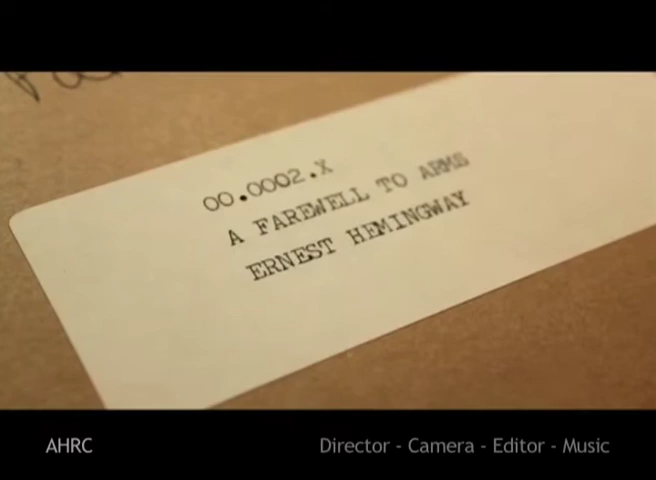 00.0002.X
A FAREWELL TO ARMS
ERNEST HEMINGWAY
AHRC
Director - Camera - Editor - Music